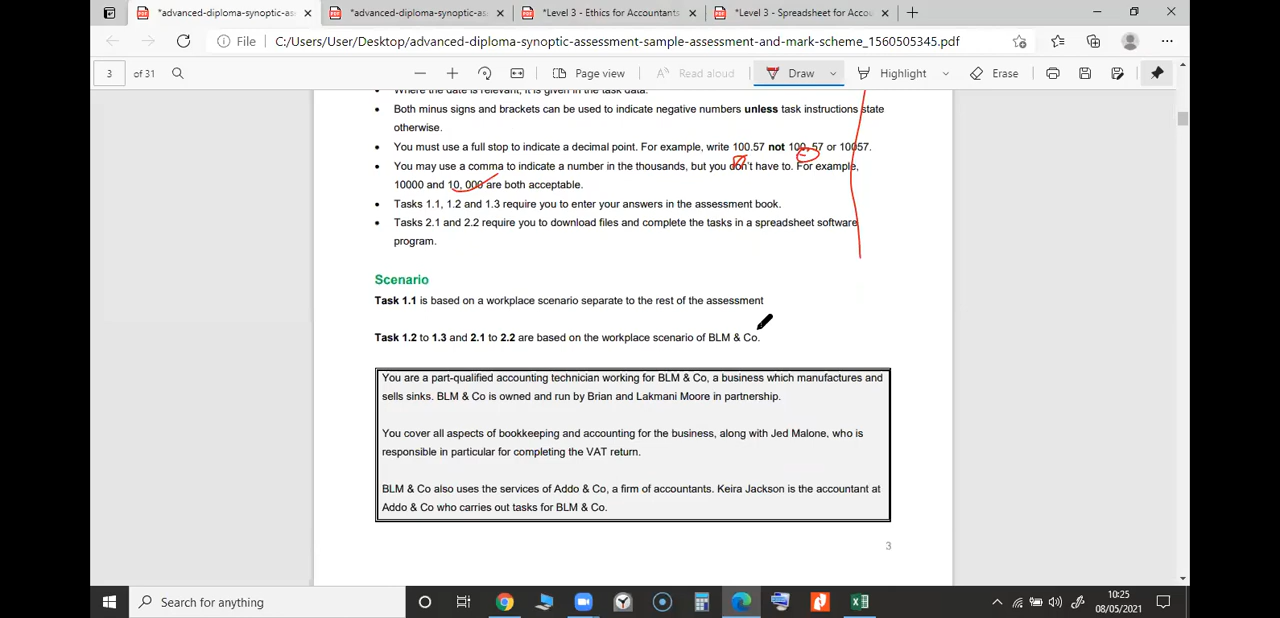 *advanced-diploma-synoptic-ass
*advanced-diploma-synoptic-as
*Level 3 - Ethics for Accountants
*Level 3 - Spreadsheet for Accou
File
C:/Users/User/Desktop/advanced-diploma-synoptic-assessment-sample-assessment-and-mark-scheme_1560505345.pdf
3 of 31
Page view
Read aloud
Draw
Highlight
Erase
Where the date is relevant, it is given in the task data.
• Both minus signs and brackets can be used to indicate negative numbers unless task instructions state
otherwise.
• You must use a full stop to indicate a decimal point. For example, write 100.57 not 100, 57 or 10057.
• You may use a comma to indicate a number in the thousands, but you don't have to. For example,
10000 and 10, 000 are both acceptable.
• Tasks 1.1, 1.2 and 1.3 require you to enter your answers in the assessment book.
• Tasks 2.1 and 2.2 require you to download files and complete the tasks in a spreadsheet software
program.
Scenario
Task 1.1 is based on a workplace scenario separate to the rest of the assessment
Task 1.2 to 1.3 and 2.1 to 2.2 are based on the workplace scenario of BLM & Co.
You are a part-qualified accounting technician working for BLM & Co, a business which manufactures and
sells sinks. BLM & Co is owned and run by Brian and Lakmani Moore in partnership.
You cover all aspects of bookkeeping and accounting for the business, along with Jed Malone, who is
responsible in particular for completing the VAT return.
BLM & Co also uses the services of Addo & Co, a firm of accountants. Keira Jackson is the accountant at
Addo & Co who carries out tasks for BLM & Co.
3
Search for anything
10:25
08/05/2021